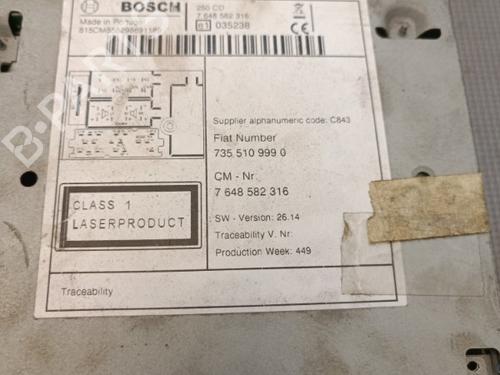 BOSCH
250 CD
7 648 582 316
Made in Portugal
e1 035238
CE
Supplier alphanumeric code: C843
Fiat Number
735 510 999 0
CM - Nr.
7 648 582 316
CLASS 1
LASERPRODUCT
SW - Version: 26.14
Traceability V. Nr:
Production Week: 449
Traceability
B-PARTS